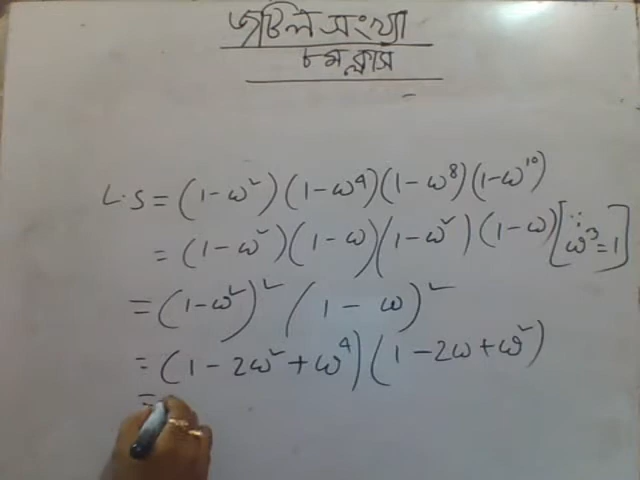 জটিল সংখ্যা
৮ম ক্লাস
L.S = (1-ω²)(1-ω⁴)(1-ω⁸)(1-ω¹⁰)
= (1-ω²)(1-ω)(1-ω²)(1-ω)[∵ ω³=1]
= (1-ω²)²(1-ω)²
= (1-2ω²+ω⁴)(1-2ω+ω²)
=